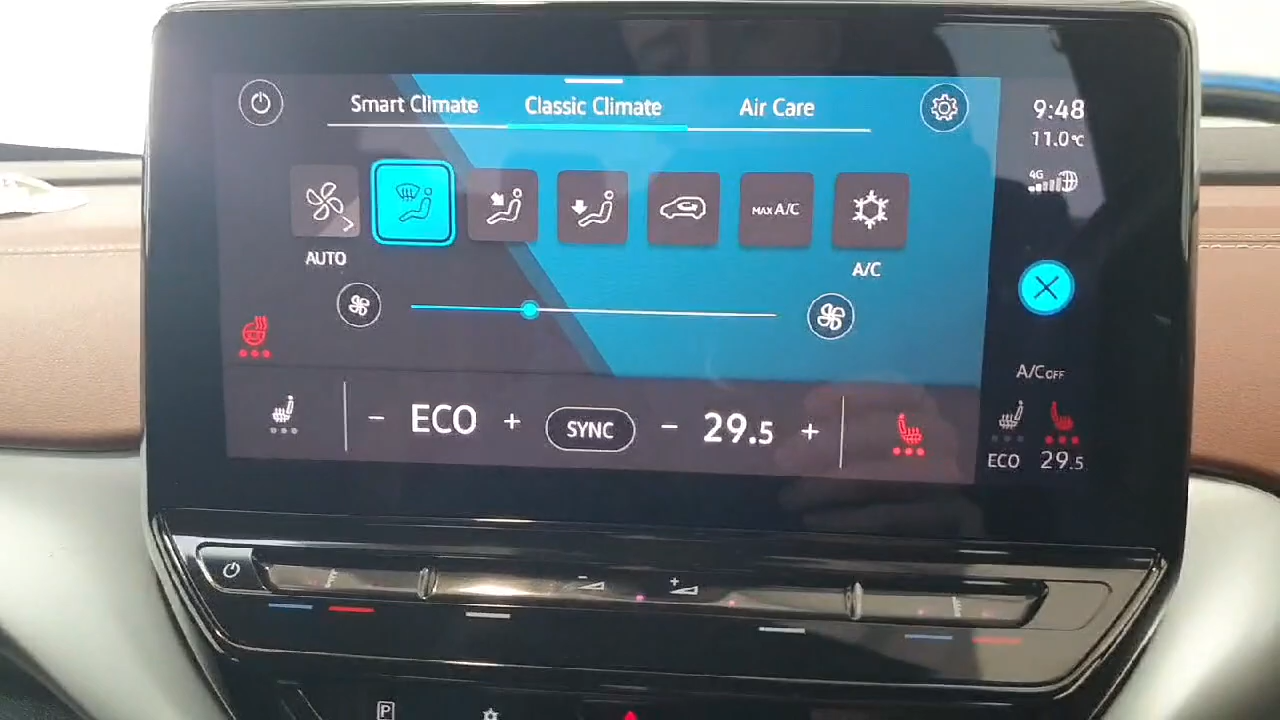 Smart Climate
Classic Climate
Air Care
9:48
11.0°C
4G
MAX A/C
AUTO
A/C
A/C OFF
− ECO +
SYNC
− 29.5 +
ECO 29.5
− +
P